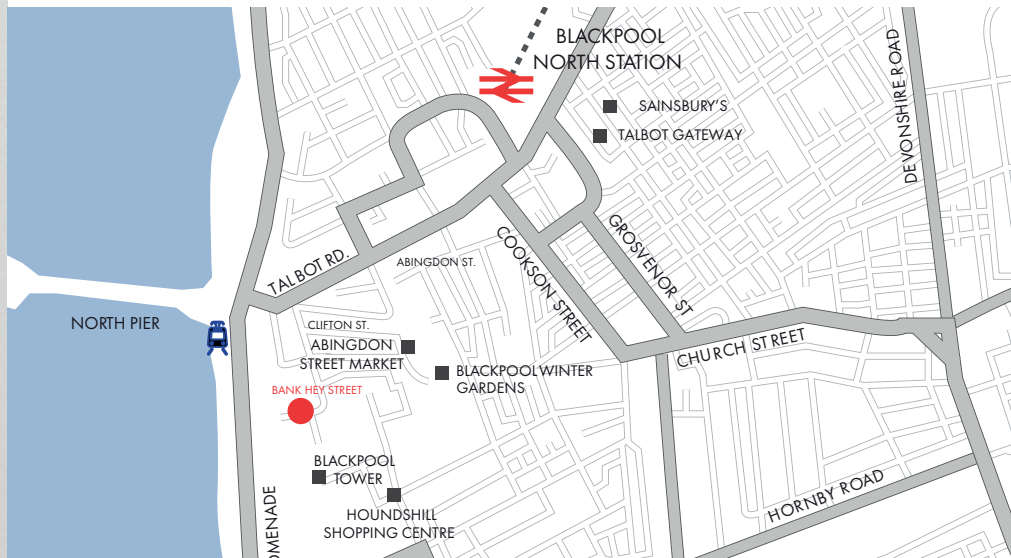 BLACKPOOL
NORTH STATION
SAINSBURY'S
TALBOT GATEWAY
DEVONSHIRE ROAD
GROSVENOR ST
COOKSON STREET
TALBOT RD.
ABINGDON ST.
NORTH PIER
CLIFTON ST.
ABINGDON
STREET MARKET
CHURCH STREET
BLACKPOOL WINTER
GARDENS
BANK HEY STREET
BLACKPOOL
TOWER
HOUNDSHILL
SHOPPING CENTRE
HORNBY ROAD
OMENADE